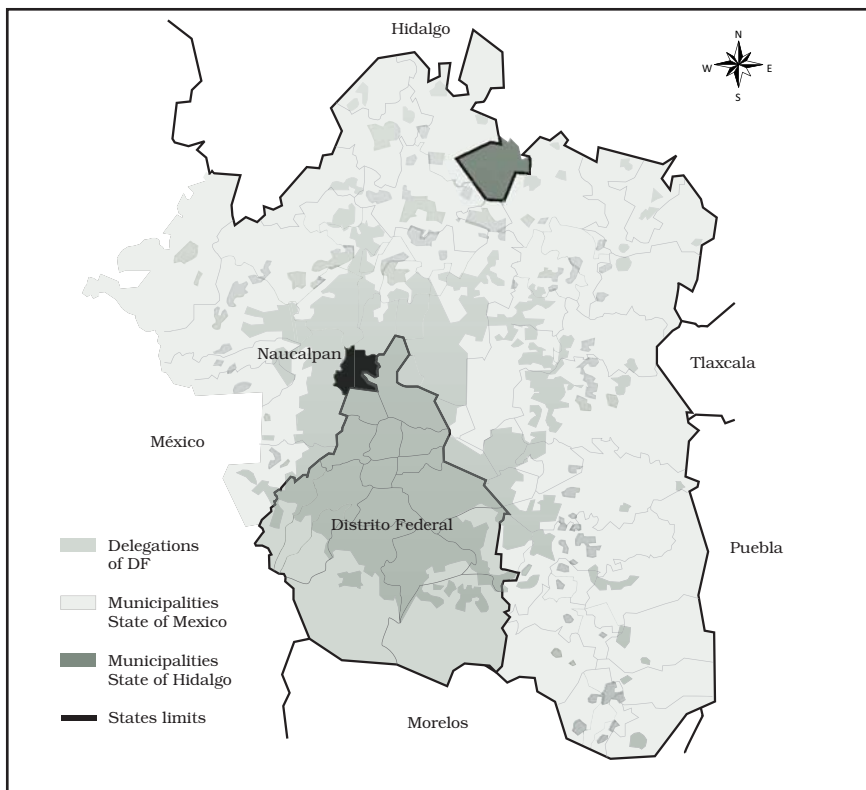 Hidalgo
N
W
E
S
Naucalpan
Tlaxcala
México
Distrito Federal
Puebla
Delegations
of DF
Municipalities
State of Mexico
Municipalities
State of Hidalgo
States limits
Morelos